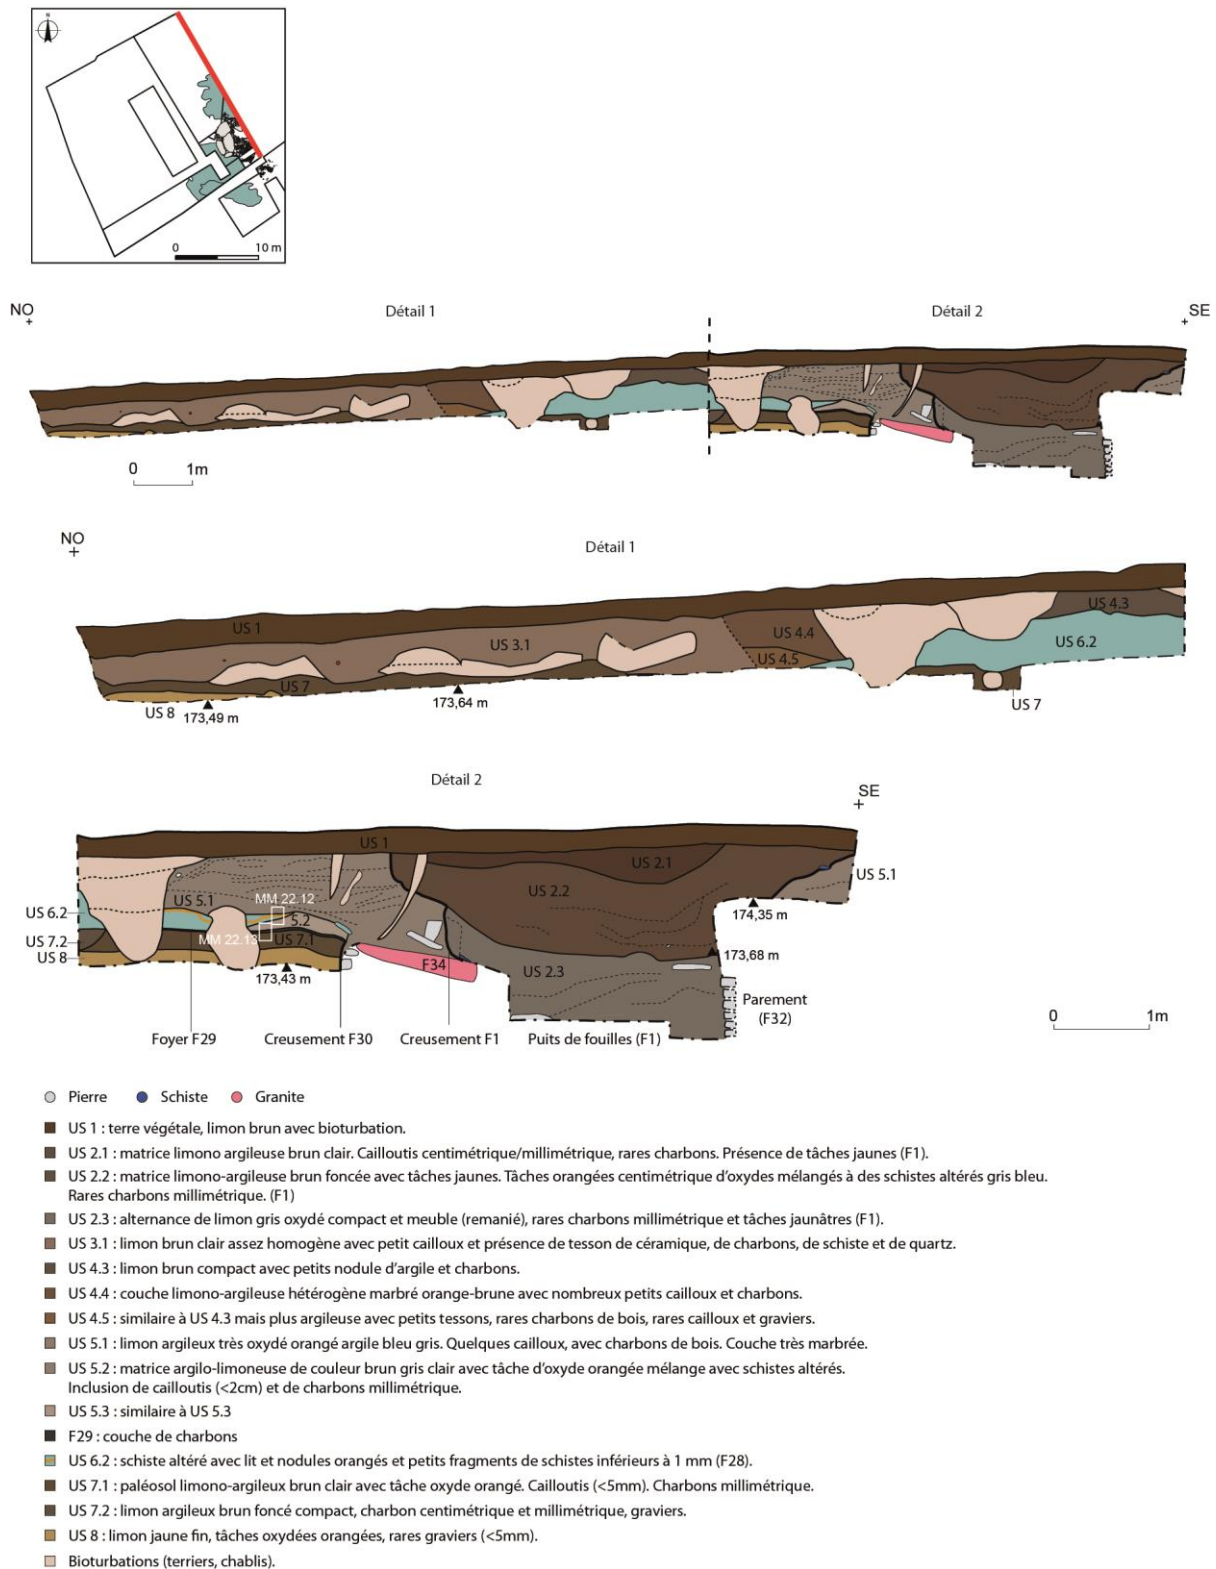 N
0 10 m
NO Détail 1 Détail 2 SE
0 1m
NO
Détail 1
US 1
US 3.1
US 4.4
US 4.3
US 4.5
US 6.2
US 7
US 8 173,49 m
173,64 m
US 7
Détail 2
SE
US 1
US 2.1
US 2.2
US 5.1
US 5.1
MM 22.12
US 6.2
5.2
US 7.2
MM 22.13
US 7.1
US 8
174,35 m
173,68 m
173,43 m
F34
US 2.3
Parement
(F32)
Foyer F29 Creusement F30 Creusement F1 Puits de fouilles (F1)
0 1m
Pierre Schiste Granite
US 1 : terre végétale, limon brun avec bioturbation.
US 2.1 : matrice limono argileuse brun clair. Cailloutis centimétrique/millimétrique, rares charbons. Présence de tâches jaunes (F1).
US 2.2 : matrice limono-argileuse brun foncée avec tâches jaunes. Tâches orangées centimétrique d'oxydes mélangés à des schistes altérés gris bleu.
Rares charbons millimétrique. (F1)
US 2.3 : alternance de limon gris oxydé compact et meuble (remanié), rares charbons millimétrique et tâches jaunâtres (F1).
US 3.1 : limon brun clair assez homogène avec petit cailloux et présence de tesson de céramique, de charbons, de schiste et de quartz.
US 4.3 : limon brun compact avec petits nodule d'argile et charbons.
US 4.4 : couche limono-argileuse hétérogène marbré orange-brune avec nombreux petits cailloux et charbons.
US 4.5 : similaire à US 4.3 mais plus argileuse avec petits tessons, rares charbons de bois, rares cailloux et graviers.
US 5.1 : limon argileux très oxydé orangé argile bleu gris. Quelques cailloux, avec charbons de bois. Couche très marbrée.
US 5.2 : matrice argilo-limoneuse de couleur brun gris clair avec tâche d'oxyde orangée mélange avec schistes altérés.
Inclusion de cailloutis (<2cm) et de charbons millimétrique.
US 5.3 : similaire à US 5.3
F29 : couche de charbons
US 6.2 : schiste altéré avec lit et nodules orangés et petits fragments de schistes inférieurs à 1 mm (F28).
US 7.1 : paléosol limono-argileux brun clair avec tâche oxyde orangé. Cailloutis (<5mm). Charbons millimétrique.
US 7.2 : limon argileux brun foncé compact, charbon centimétrique et millimétrique, graviers.
US 8 : limon jaune fin, tâches oxydées orangées, rares graviers (<5mm).
Bioturbations (terriers, chablis).